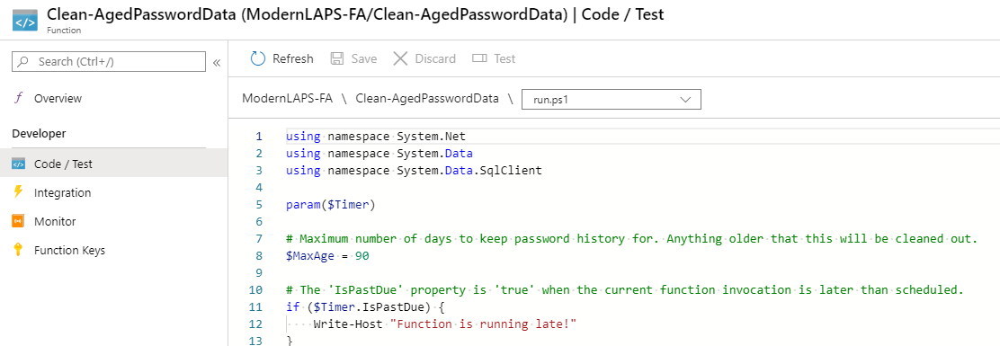 Clean-AgedPasswordData (ModernLAPS-FA/Clean-AgedPasswordData) | Code / Test
Function
Search (Ctrl+/)
«
Refresh
Save
Discard
Test
Overview
ModernLAPS-FA \ Clean-AgedPasswordData \ run.ps1
Developer
Code / Test
Integration
Monitor
Function Keys
1 using namespace System.Net
2 using namespace System.Data
3 using namespace System.Data.SqlClient
4
5 param($Timer)
6
7 # Maximum number of days to keep password history for. Anything older that this will be cleaned out.
8 $MaxAge = 90
9
10 # The 'IsPastDue' property is 'true' when the current function invocation is later than scheduled.
11 if ($Timer.IsPastDue) {
12     Write-Host "Function is running late!"
13 }